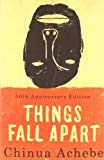 50th Anniversary Edition
THINGS
FALL APART
Chinua Achebe